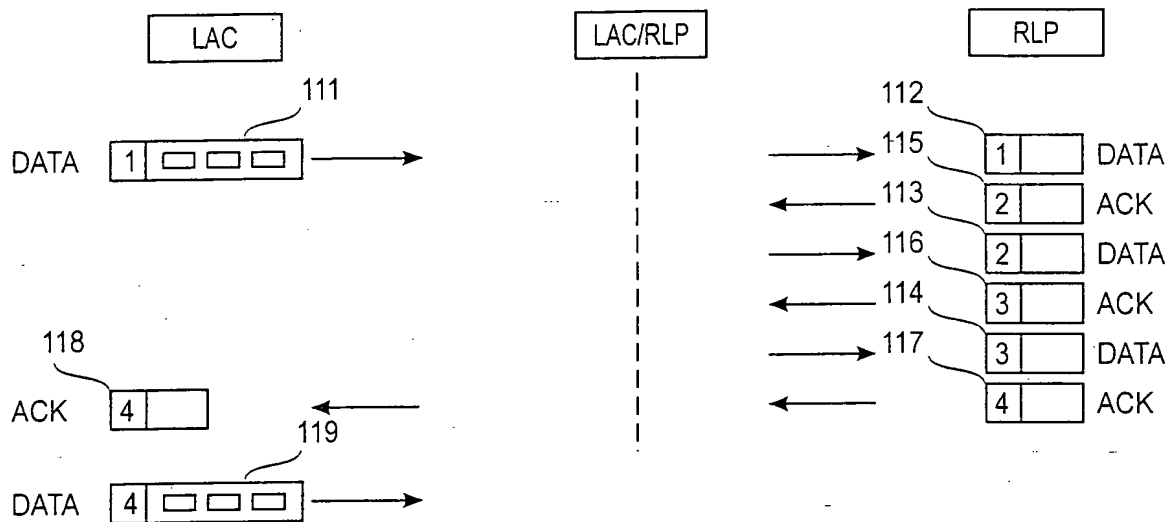 LAC LAC/RLP RLP
111 112
DATA 1 115 1 DATA
113 2 ACK
116 2 DATA
114 3 ACK
118 117 3 DATA
ACK 4 4 ACK
119
DATA 4